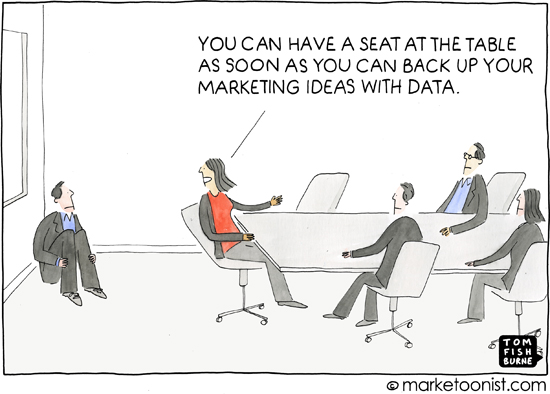 YOU CAN HAVE A SEAT AT THE TABLE
AS SOON AS YOU CAN BACK UP YOUR
MARKETING IDEAS WITH DATA.
TOM
FISH
BURNE
© marketoonist.com